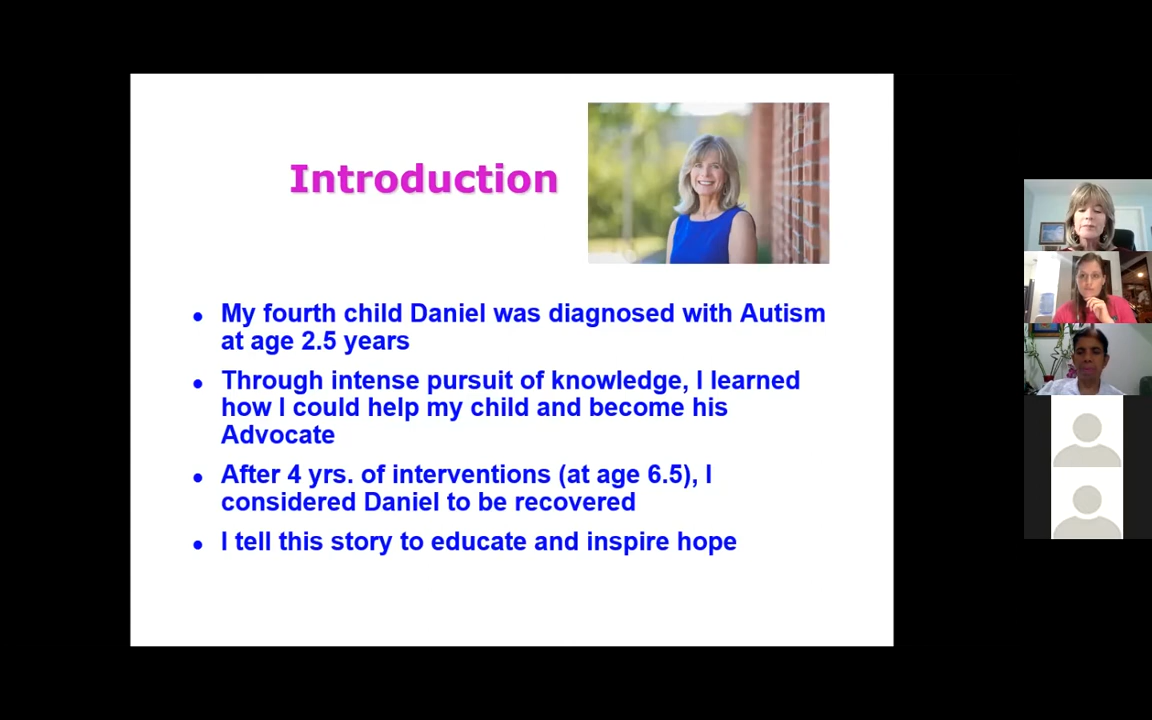 Introduction
My fourth child Daniel was diagnosed with Autism
at age 2.5 years
Through intense pursuit of knowledge, I learned
how I could help my child and become his
Advocate
After 4 yrs. of interventions (at age 6.5), I
considered Daniel to be recovered
I tell this story to educate and inspire hope